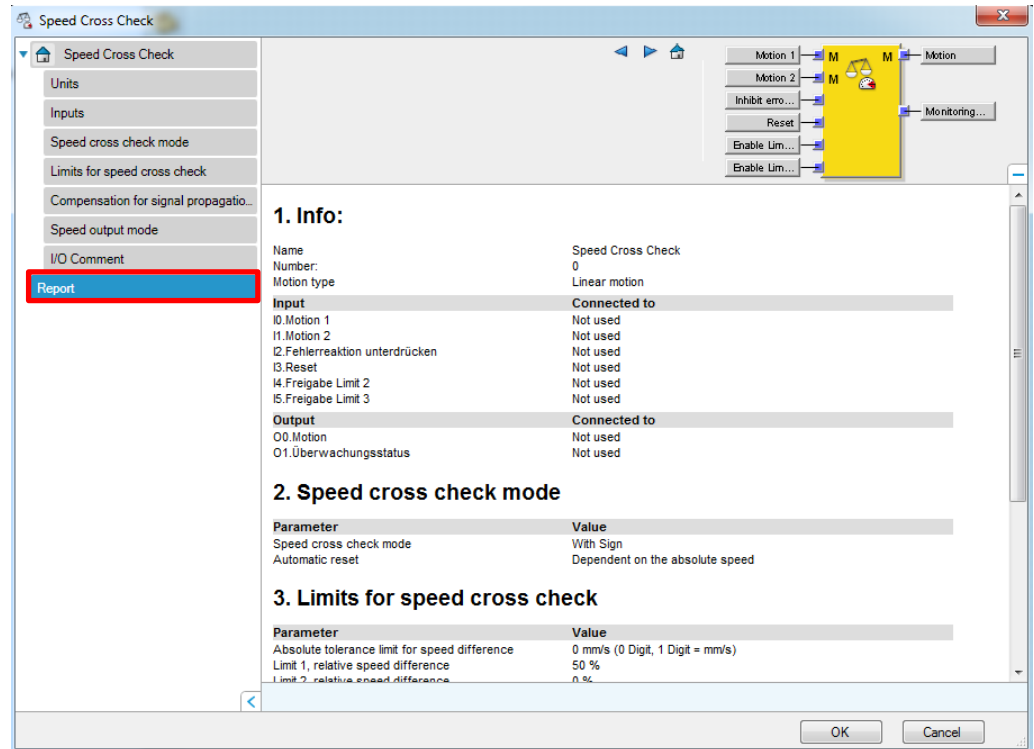 Speed Cross Check
Speed Cross Check
Units
Inputs
Speed cross check mode
Limits for speed cross check
Compensation for signal propagatio...
Speed output mode
I/O Comment
Report
Motion 1
Motion 2
Inhibit erro...
Reset
Enable Lim...
Enable Lim...
M M
M
Motion
Monitoring...
1. Info:
Name Speed Cross Check
Number: 0
Motion type Linear motion
Input Connected to
I0.Motion 1 Not used
I1.Motion 2 Not used
I2.Fehlerreaktion unterdrücken Not used
I3.Reset Not used
I4.Freigabe Limit 2 Not used
I5.Freigabe Limit 3 Not used
Output Connected to
O0.Motion Not used
O1.Überwachungsstatus Not used
2. Speed cross check mode
Parameter Value
Speed cross check mode With Sign
Automatic reset Dependent on the absolute speed
3. Limits for speed cross check
Parameter Value
Absolute tolerance limit for speed difference 0 mm/s (0 Digit, 1 Digit = mm/s)
Limit 1, relative speed difference 50 %
Limit 2, relative speed difference 0 %
OK Cancel